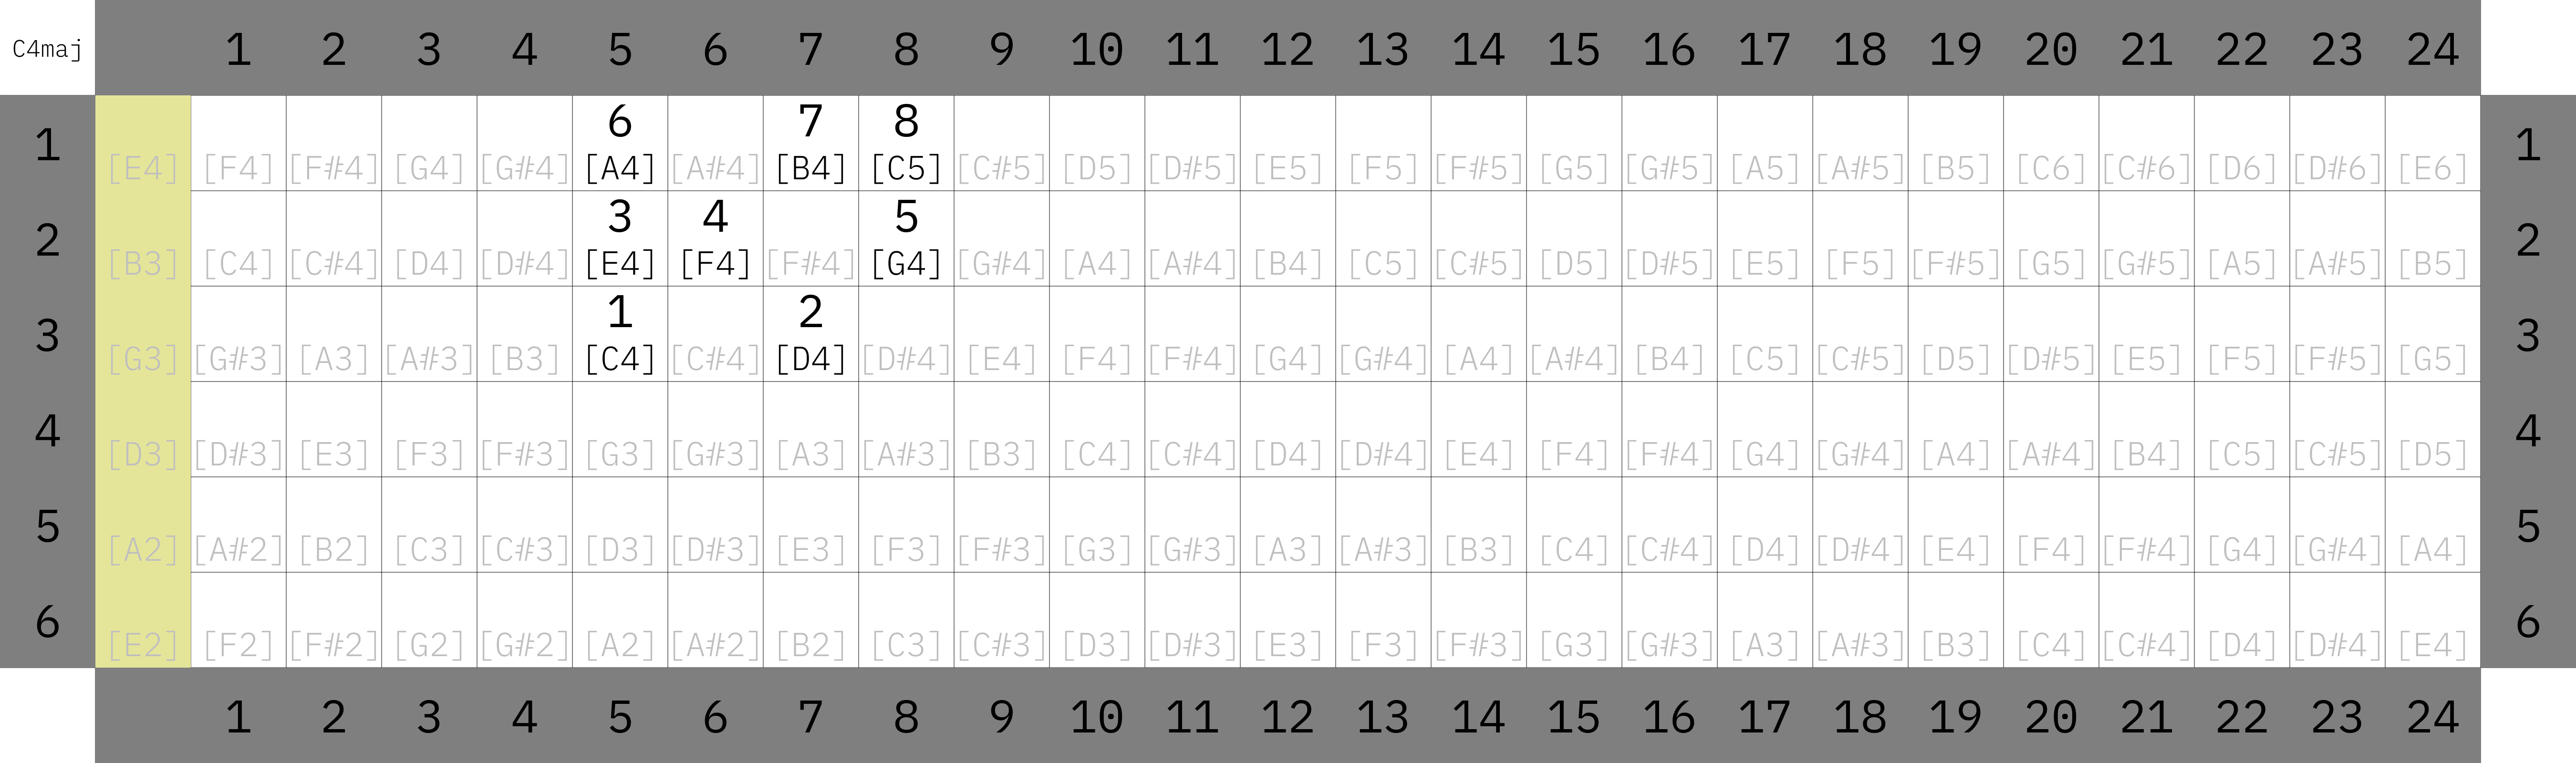 C4maj 1 2 3 4 5 6 7 8 9 10 11 12 13 14 15 16 17 18 19 20 21 22 23 24
6 7 8
1 [E4] [F4] [F#4] [G4] [G#4] [A4] [A#4] [B4] [C5] [C#5] [D5] [D#5] [E5] [F5] [F#5] [G5] [G#5] [A5] [A#5] [B5] [C6] [C#6] [D6] [D#6] [E6] 1
3 4 5
2 [B3] [C4] [C#4] [D4] [D#4] [E4] [F4] [F#4] [G4] [G#4] [A4] [A#4] [B4] [C5] [C#5] [D5] [D#5] [E5] [F5] [F#5] [G5] [G#5] [A5] [A#5] [B5] 2
1 2
3 [G3] [G#3] [A3] [A#3] [B3] [C4] [C#4] [D4] [D#4] [E4] [F4] [F#4] [G4] [G#4] [A4] [A#4] [B4] [C5] [C#5] [D5] [D#5] [E5] [F5] [F#5] [G5] 3
4 [D3] [D#3] [E3] [F3] [F#3] [G3] [G#3] [A3] [A#3] [B3] [C4] [C#4] [D4] [D#4] [E4] [F4] [F#4] [G4] [G#4] [A4] [A#4] [B4] [C5] [C#5] [D5] 4
5 [A2] [A#2] [B2] [C3] [C#3] [D3] [D#3] [E3] [F3] [F#3] [G3] [G#3] [A3] [A#3] [B3] [C4] [C#4] [D4] [D#4] [E4] [F4] [F#4] [G4] [G#4] [A4] 5
6 [E2] [F2] [F#2] [G2] [G#2] [A2] [A#2] [B2] [C3] [C#3] [D3] [D#3] [E3] [F3] [F#3] [G3] [G#3] [A3] [A#3] [B3] [C4] [C#4] [D4] [D#4] [E4] 6
1 2 3 4 5 6 7 8 9 10 11 12 13 14 15 16 17 18 19 20 21 22 23 24